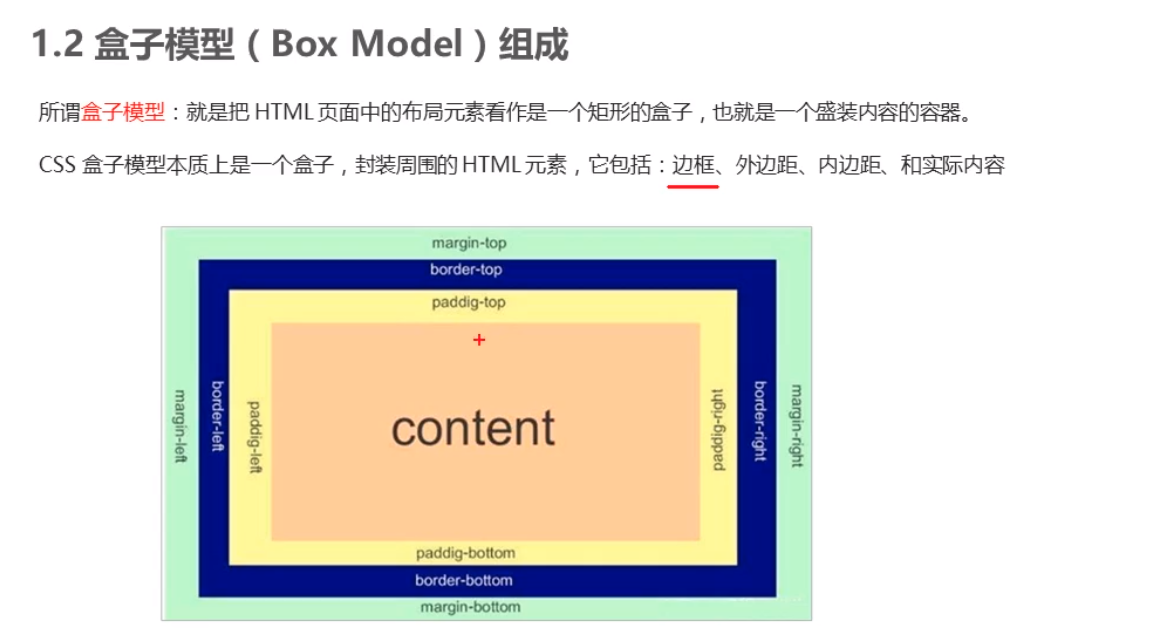 1.2 盒子模型（Box Model）组成
所谓盒子模型：就是把 HTML 页面中的布局元素看作是一个矩形的盒子，也就是一个盛装内容的容器。
CSS 盒子模型本质上是一个盒子，封装周围的 HTML 元素，它包括：边框、外边距、内边距、和实际内容
margin-top
border-top
paddig-top
margin-left
border-left
paddig-left
content
paddig-right
border-right
margin-right
paddig-bottom
border-bottom
margin-bottom